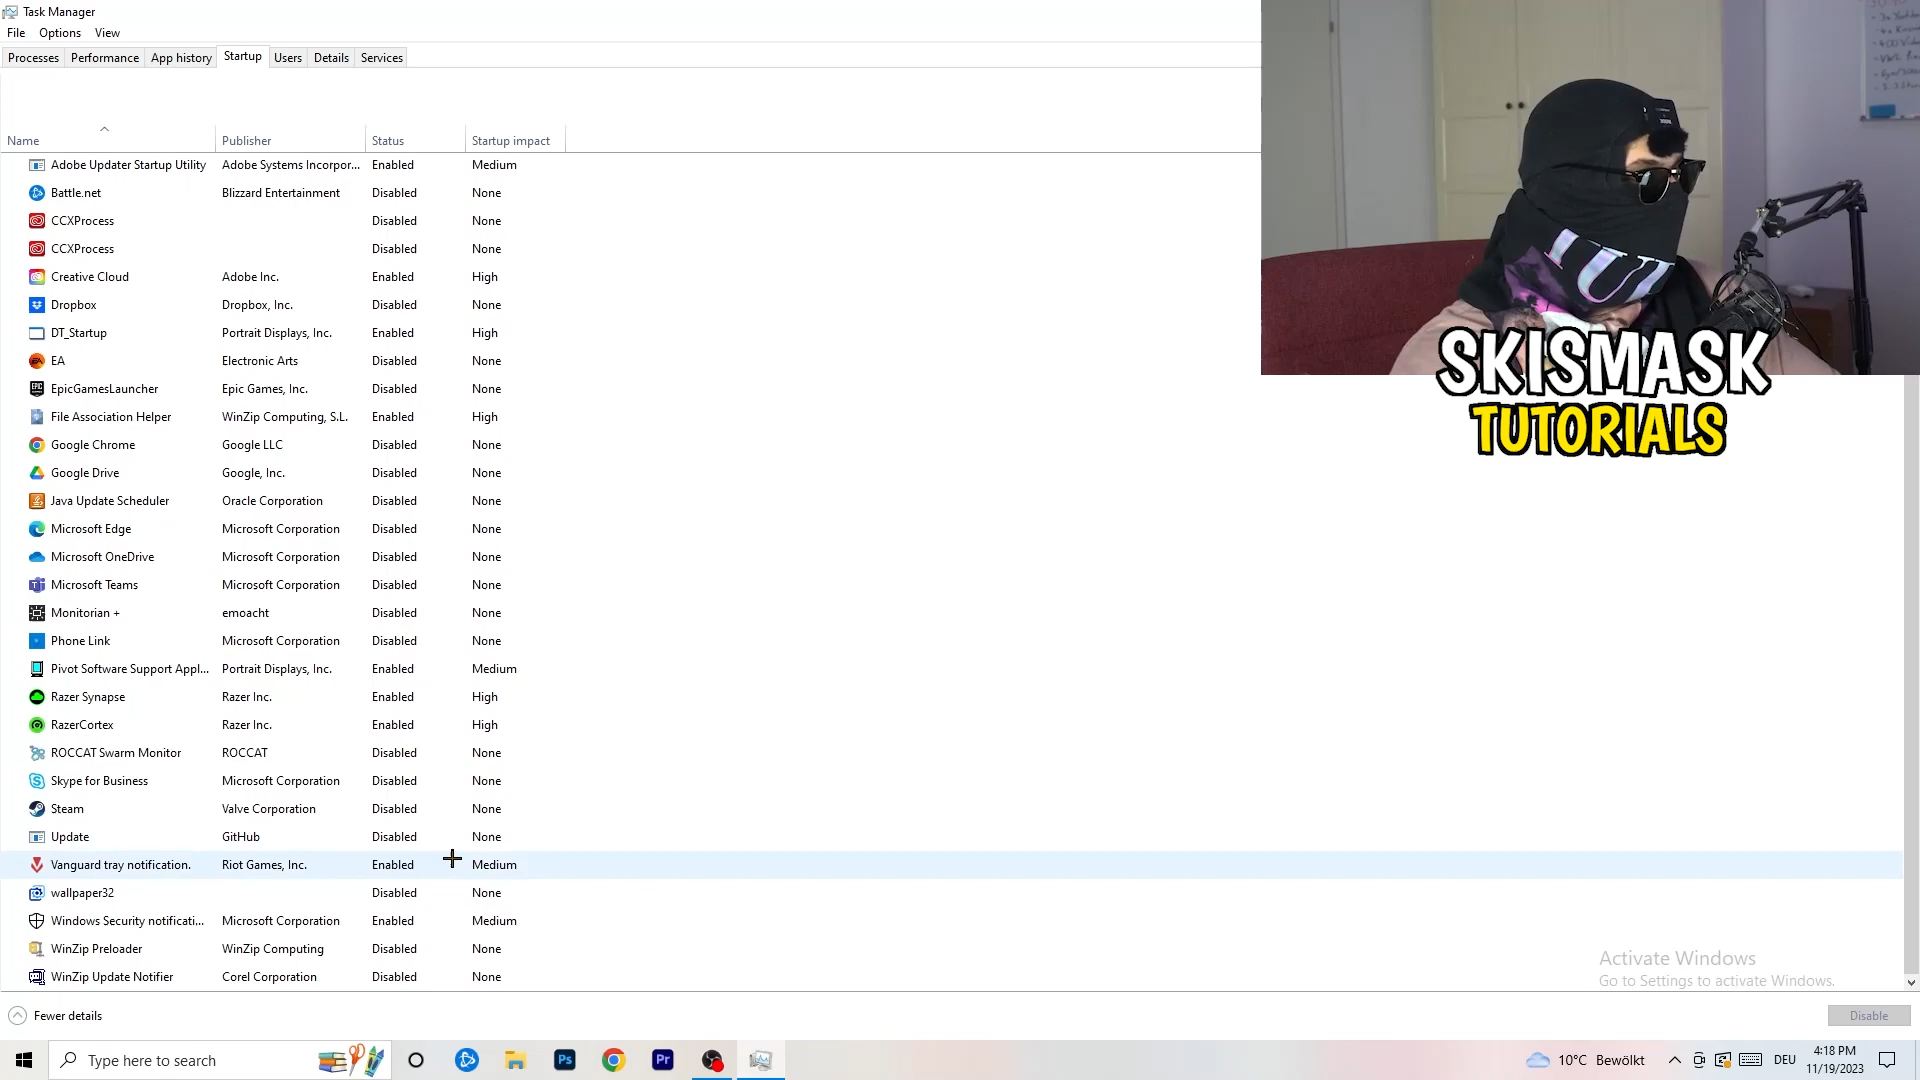 Task Manager
File Options View
Processes Performance App history Startup Users Details Services
Name Publisher Status Startup impact
Adobe Updater Startup Utility Adobe Systems Incorpor... Enabled Medium
Battle.net Blizzard Entertainment Disabled None
CCXProcess Disabled None
CCXProcess Disabled None
Creative Cloud Adobe Inc. Enabled High
Dropbox Dropbox, Inc. Disabled None
DT_Startup Portrait Displays, Inc. Enabled High
EA Electronic Arts Disabled None
EpicGamesLauncher Epic Games, Inc. Disabled None
File Association Helper WinZip Computing, S.L. Enabled High
Google Chrome Google LLC Disabled None
Google Drive Google, Inc. Disabled None
Java Update Scheduler Oracle Corporation Disabled None
Microsoft Edge Microsoft Corporation Disabled None
Microsoft OneDrive Microsoft Corporation Disabled None
Microsoft Teams Microsoft Corporation Disabled None
Monitorian + emoacht Disabled None
Phone Link Microsoft Corporation Disabled None
Pivot Software Support Appl... Portrait Displays, Inc. Enabled Medium
Razer Synapse Razer Inc. Enabled High
RazerCortex Razer Inc. Enabled High
ROCCAT Swarm Monitor ROCCAT Disabled None
Skype for Business Microsoft Corporation Disabled None
Steam Valve Corporation Disabled None
Update GitHub Disabled None
Vanguard tray notification. Riot Games, Inc. Enabled Medium
wallpaper32 Disabled None
Windows Security notificati... Microsoft Corporation Enabled Medium
WinZip Preloader WinZip Computing Disabled None
WinZip Update Notifier Corel Corporation Disabled None
SKISMASK
TUTORIALS
Activate Windows
Go to Settings to activate Windows.
Fewer details
Disable
Type here to search
Ps
Pr
10°C Bewölkt
DEU
4:18 PM
11/19/2023